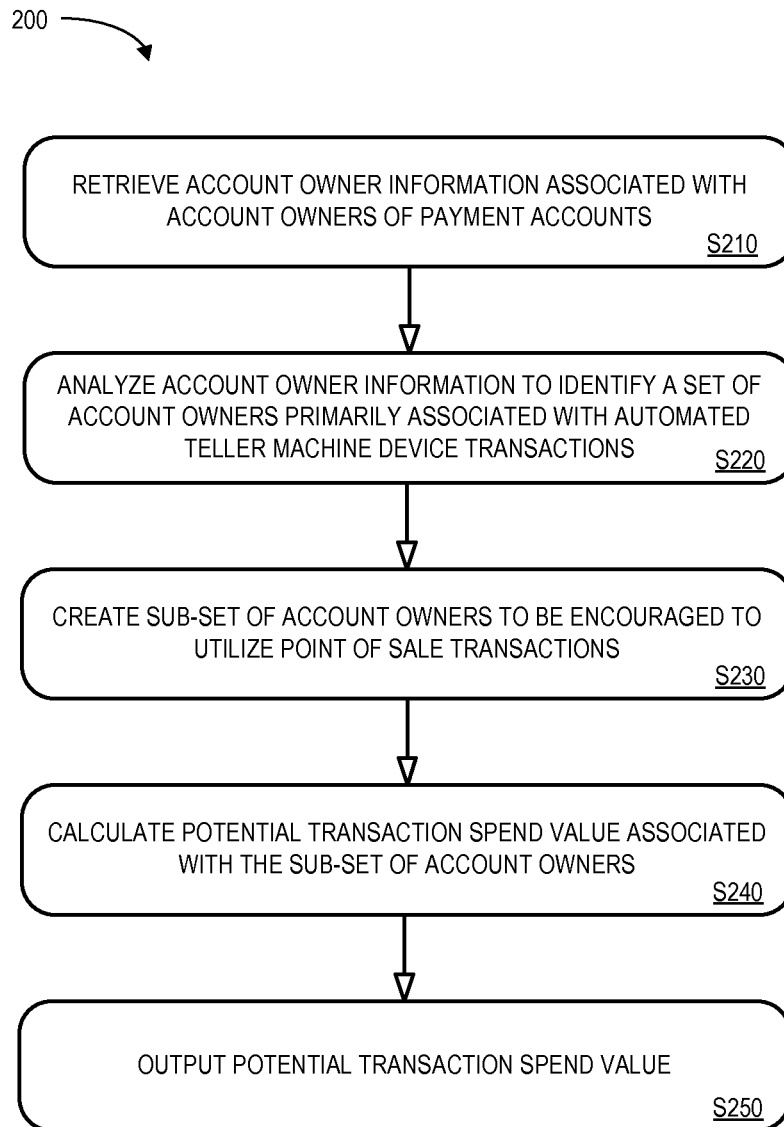 200
RETRIEVE ACCOUNT OWNER INFORMATION ASSOCIATED WITH
ACCOUNT OWNERS OF PAYMENT ACCOUNTS
S210
ANALYZE ACCOUNT OWNER INFORMATION TO IDENTIFY A SET OF
ACCOUNT OWNERS PRIMARILY ASSOCIATED WITH AUTOMATED
TELLER MACHINE DEVICE TRANSACTIONS
S220
CREATE SUB-SET OF ACCOUNT OWNERS TO BE ENCOURAGED TO
UTILIZE POINT OF SALE TRANSACTIONS
S230
CALCULATE POTENTIAL TRANSACTION SPEND VALUE ASSOCIATED
WITH THE SUB-SET OF ACCOUNT OWNERS
S240
OUTPUT POTENTIAL TRANSACTION SPEND VALUE
S250